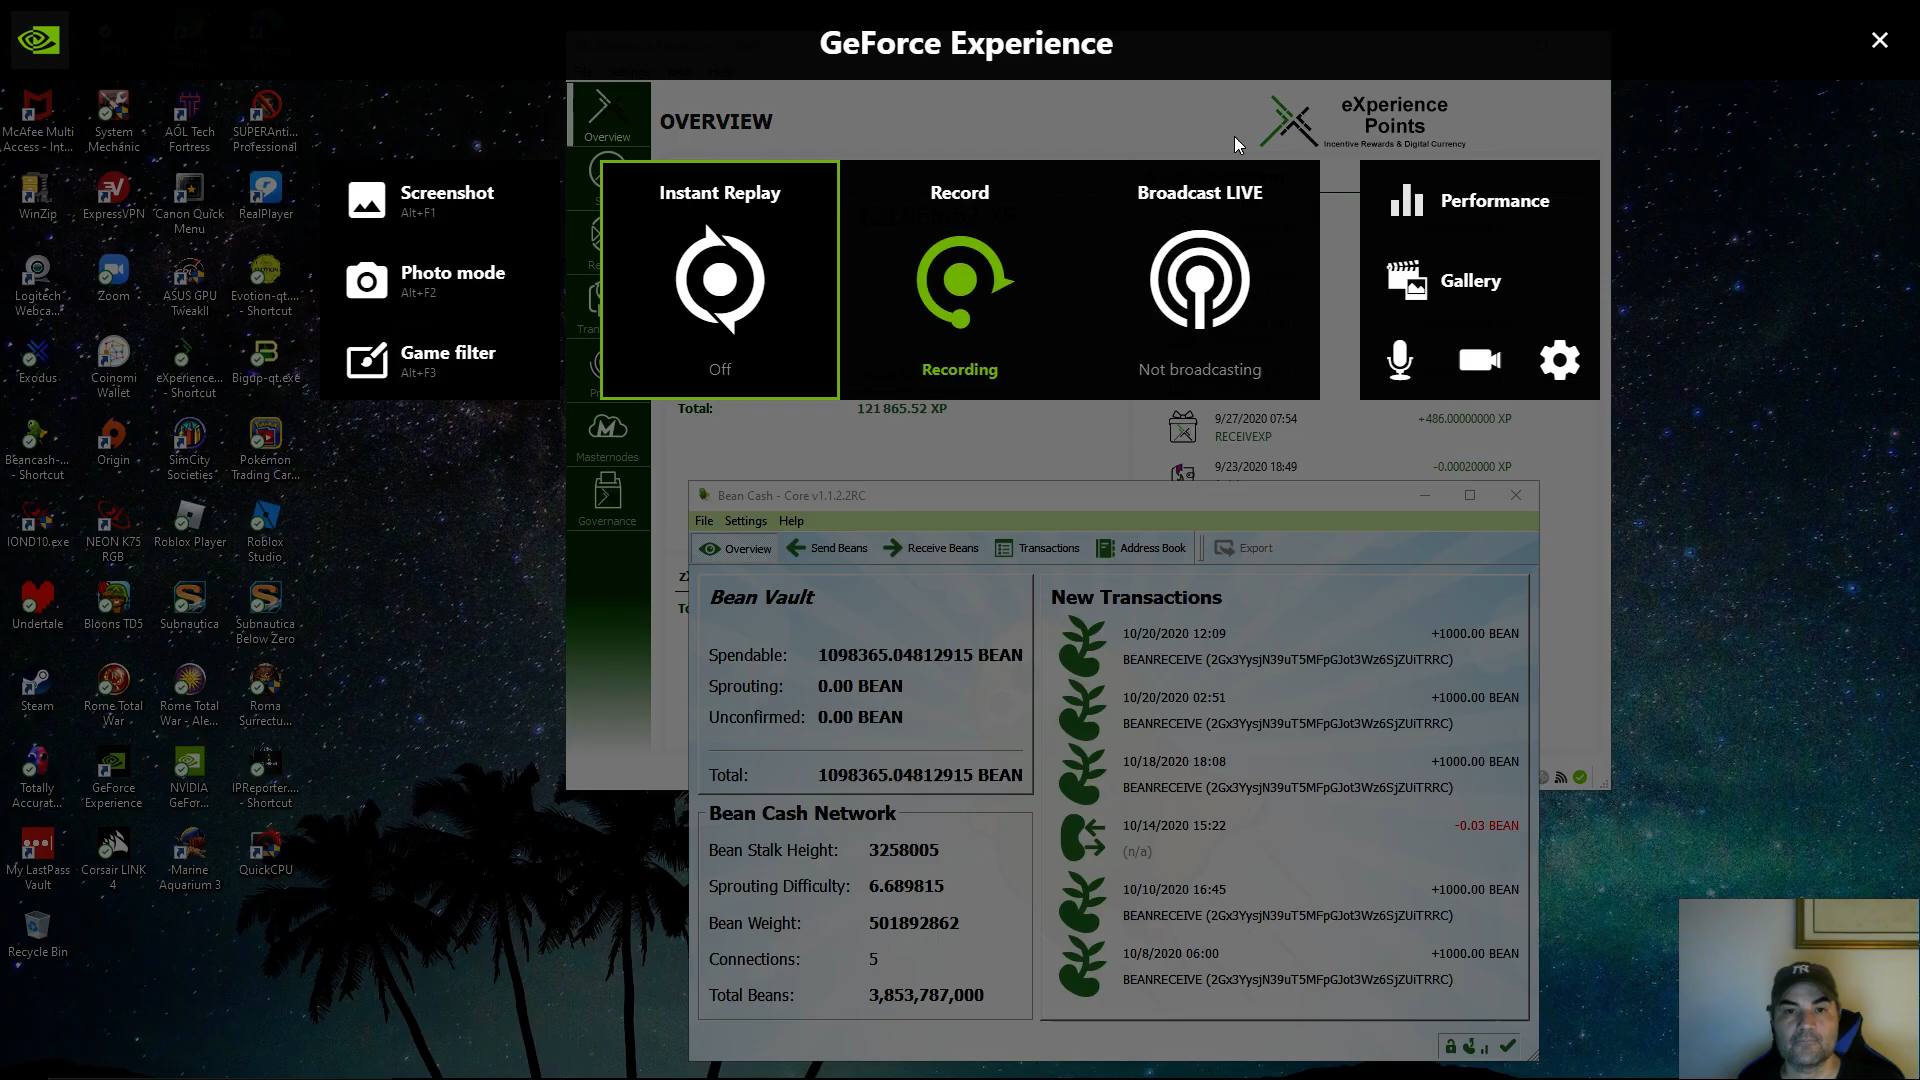 GeForce Experience
McAfee Multi
Access - Int...
System
Mechanic
AOL Tech
Fortress
SUPERAnti...
Professional
WinZip
ExpressVPN
Canon Quick
Menu
RealPlayer
Logitech
Webca...
Zoom
ASUS GPU
TweakII
Evotion-qt....
- Shortcut
Exodus
Coinomi
Wallet
eXperience...
- Shortcut
Bigup-qt.exe
Beancash-...
- Shortcut
Origin
SimCity
Societies
Pokémon
Trading Car...
IOND10.exe
NEON K75
RGB
Roblox Player
Roblox
Studio
Undertale
Bloons TD5
Subnautica
Subnautica
Below Zero
Steam
Rome Total
War
Rome Total
War - Ale...
Roma
Surrectu...
Totally
Accurat...
GeForce
Experience
NVIDIA
GeFor...
IPReporter....
- Shortcut
My LastPass
Vault
Corsair LINK
4
Marine
Aquarium 3
QuickCPU
Recycle Bin
Screenshot
Alt+F1
Photo mode
Alt+F2
Game filter
Alt+F3
Instant Replay
Off
Record
Recording
Broadcast LIVE
Not broadcasting
Performance
Gallery
Overview
Masternodes
Governance
OVERVIEW
eXperience
Points
Incentive Rewards & Digital Currency
Total: 121 865.52 XP
9/27/2020 07:54 +486.00000000 XP
RECEIVEXP
9/23/2020 18:49 -0.00020000 XP
Bean Cash - Core v1.1.2.2RC
File Settings Help
Overview Send Beans Receive Beans Transactions Address Book Export
Bean Vault
Spendable: 1098365.04812915 BEAN
Sprouting: 0.00 BEAN
Unconfirmed: 0.00 BEAN
Total: 1098365.04812915 BEAN
Bean Cash Network
Bean Stalk Height: 3258005
Sprouting Difficulty: 6.689815
Bean Weight: 501892862
Connections: 5
Total Beans: 3,853,787,000
New Transactions
10/20/2020 12:09 +1000.00 BEAN
BEANRECEIVE (2Gx3YysjN39uT5MFpGJot3Wz6SjZUiTRRC)
10/20/2020 02:51 +1000.00 BEAN
BEANRECEIVE (2Gx3YysjN39uT5MFpGJot3Wz6SjZUiTRRC)
10/18/2020 18:08 +1000.00 BEAN
BEANRECEIVE (2Gx3YysjN39uT5MFpGJot3Wz6SjZUiTRRC)
10/14/2020 15:22 -0.03 BEAN
(n/a)
10/10/2020 16:45 +1000.00 BEAN
BEANRECEIVE (2Gx3YysjN39uT5MFpGJot3Wz6SjZUiTRRC)
10/8/2020 06:00 +1000.00 BEAN
BEANRECEIVE (2Gx3YysjN39uT5MFpGJot3Wz6SjZUiTRRC)